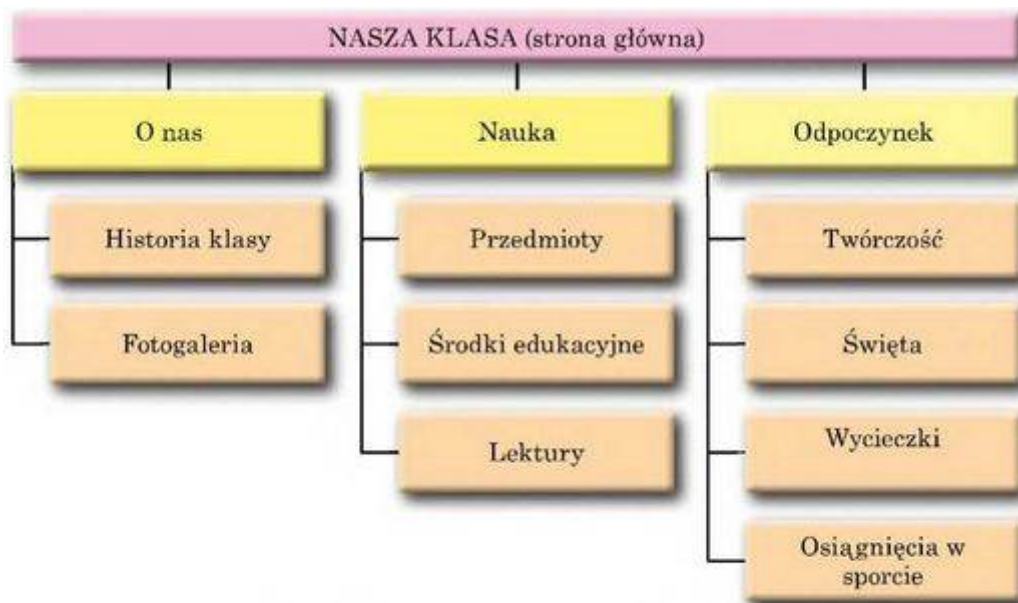 NASZA KLASA (strona główna)
O nas
Historia klasy
Fotogaleria
Nauka
Przedmioty
Środki edukacyjne
Lektury
Odpoczynek
Twórczość
Święta
Wycieczki
Osiągnięcia w
sporcie